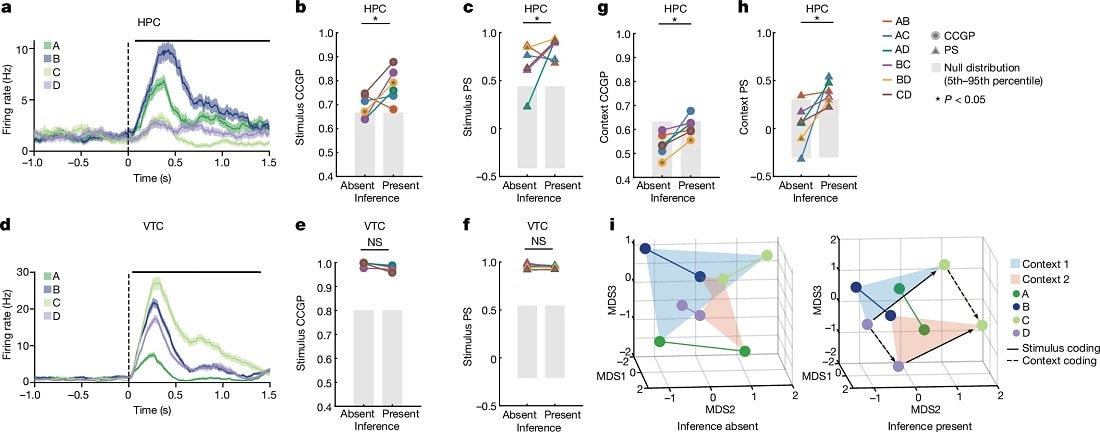 a
HPC
Firing rate (Hz)
10
5
0
A
B
C
D
−1.0 −0.5 0 0.5 1.0 1.5
Time (s)
b
HPC
*
Stimulus CCGP
1.0
0.9
0.8
0.7
0.6
0.5
0.4
Absent Present
Inference
c
HPC
*
Stimulus PS
1.0
0.5
0
−0.5
Absent Present
Inference
g
HPC
*
Context CCGP
1.0
0.9
0.8
0.7
0.6
0.5
0.4
Absent Present
Inference
h
HPC
*
Context PS
1.0
0.5
0
−0.5
Absent Present
Inference
AB
AC
AD
BC
BD
CD
CCGP
PS
Null distribution
(5th–95th percentile)
* P < 0.05
d
VTC
Firing rate (Hz)
30
20
10
0
A
B
C
D
−1.0 −0.5 0 0.5 1.0 1.5
Time (s)
e
VTC
NS
Stimulus CCGP
1.0
0.9
0.8
0.7
0.6
0.5
0.4
Absent Present
Inference
f
VTC
NS
Stimulus PS
1.0
0.5
0
−0.5
Absent Present
Inference
i
MDS3
1
0
−1
−2
MDS1
0
2
−1 0 1 2
MDS2
Inference absent
MDS3
2
1
0
−1
−2
MDS1
0
2
−1 0 1 2
MDS2
Inference present
Context 1
Context 2
A
B
C
D
Stimulus coding
Context coding